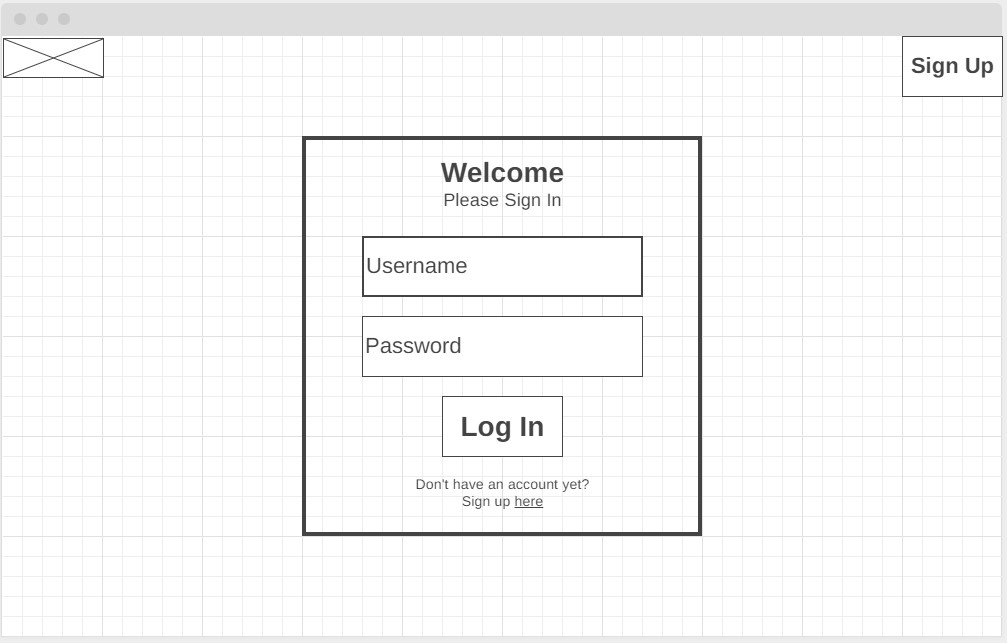 Sign Up
Welcome
Please Sign In
Username
Password
Log In
Don't have an account yet?
Sign up here